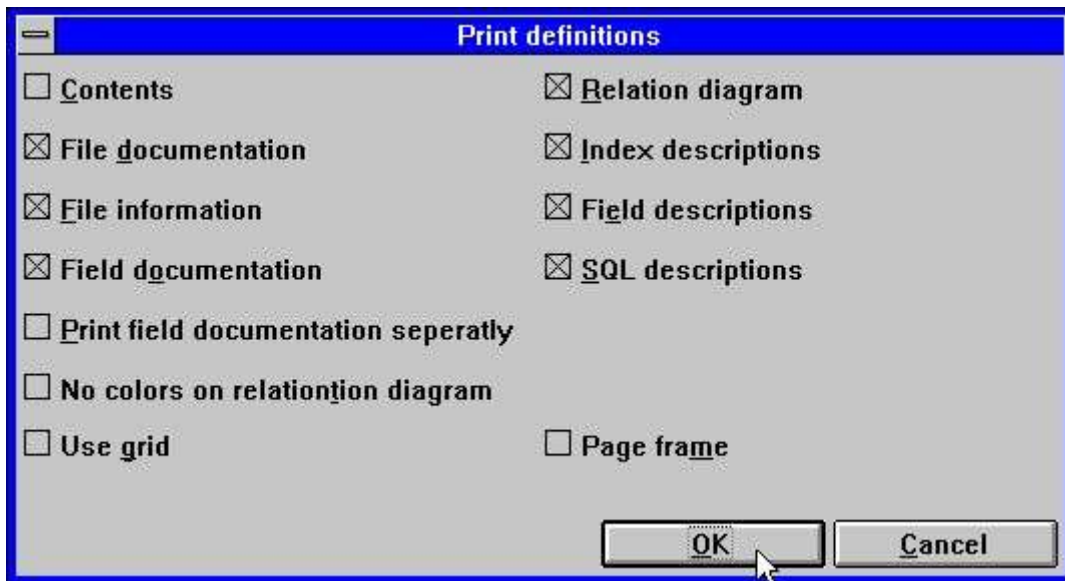 Print definitions
Contents
Relation diagram
File documentation
Index descriptions
File information
Field descriptions
Field documentation
SQL descriptions
Print field documentation seperatly
No colors on relationtion diagram
Use grid
Page frame
OK
Cancel